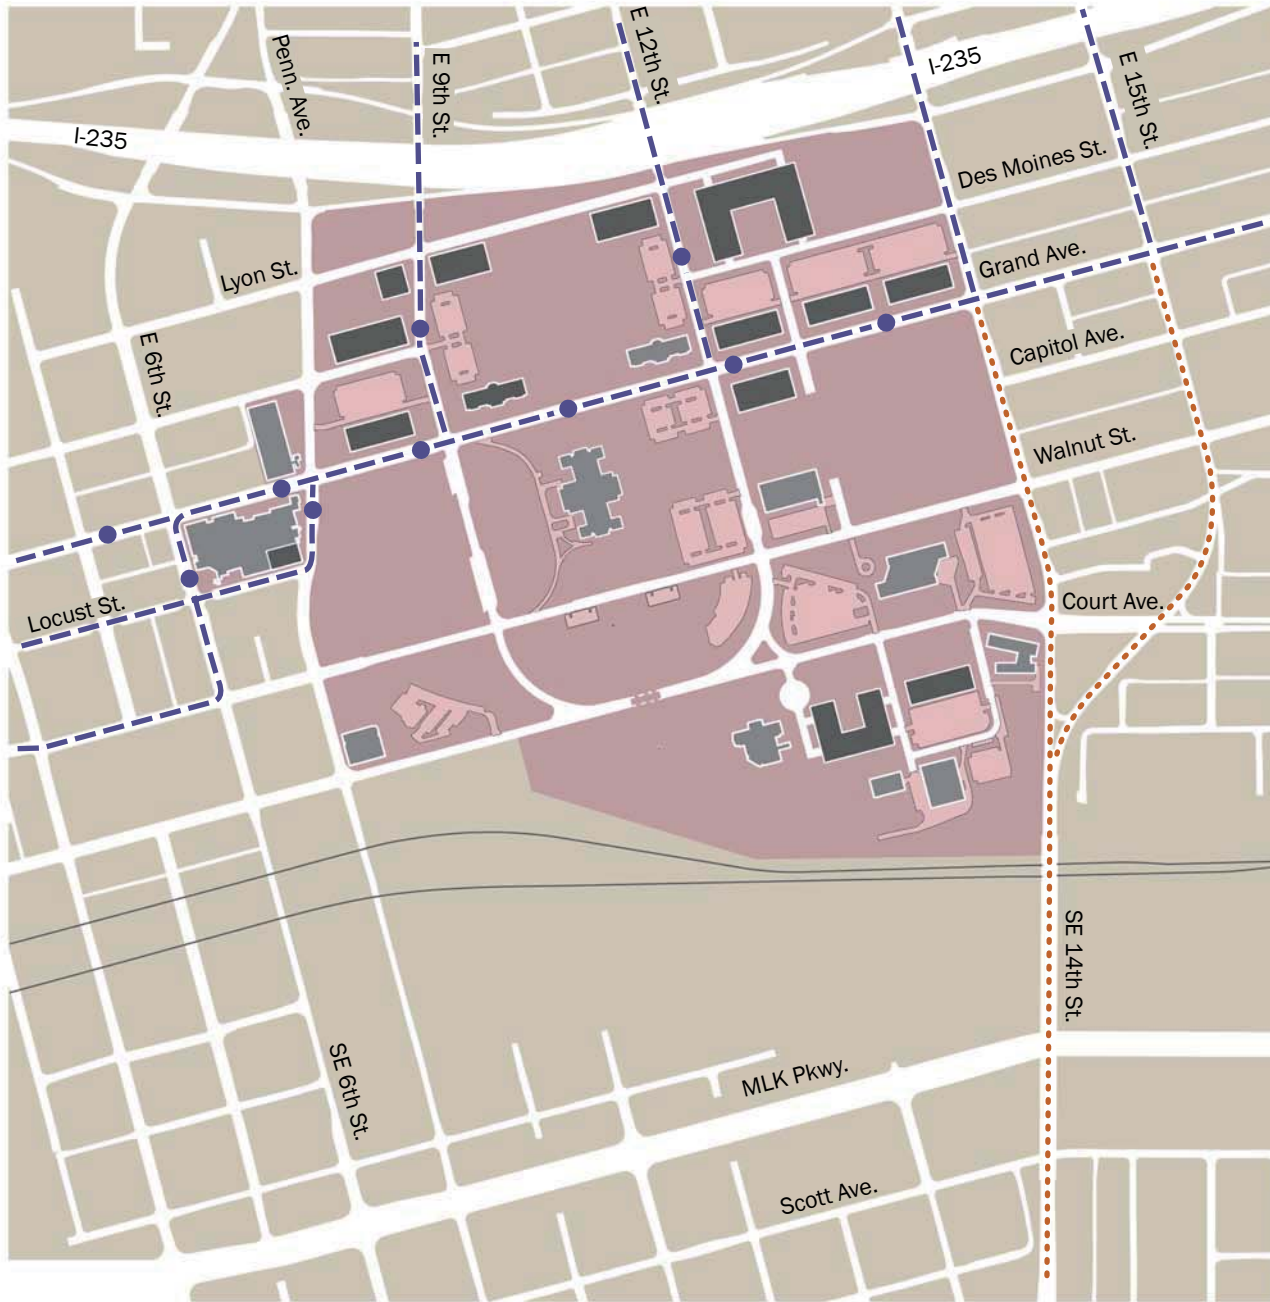 E 12th St.
Penn. Ave.
E 9th St.
I-235
E 15th St.
I-235
Des Moines St.
Lyon St.
Grand Ave.
E 6th St.
Capitol Ave.
Walnut St.
Locust St.
Court Ave.
SE 14th St.
SE 6th St.
MLK Pkwy.
Scott Ave.